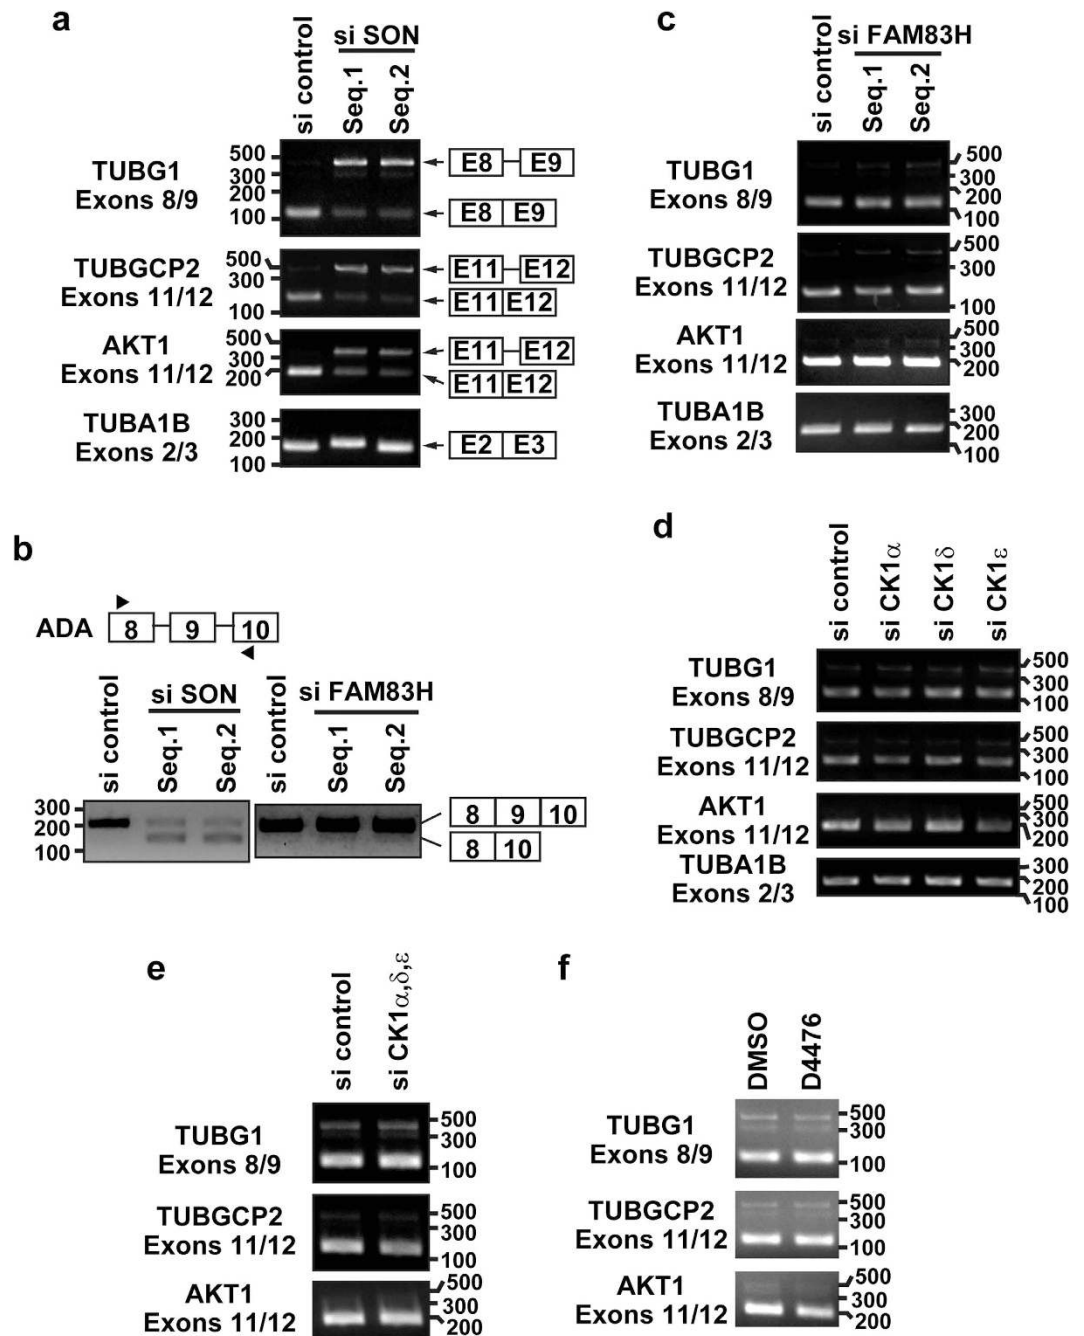 a
si control
si SON
Seq.1
Seq.2
TUBG1
Exons 8/9
500
300
200
100
E8 E9
E8 E9
TUBGCP2
Exons 11/12
500
300
100
E11 E12
E11 E12
AKT1
Exons 11/12
500
300
200
E11 E12
E11 E12
TUBA1B
Exons 2/3
300
200
100
E2 E3
c
si control
si FAM83H
Seq.1
Seq.2
TUBG1
Exons 8/9
500
300
200
100
TUBGCP2
Exons 11/12
500
300
100
AKT1
Exons 11/12
500
300
200
TUBA1B
Exons 2/3
300
200
100
b
ADA 8 9 10
si control
si SON
Seq.1
Seq.2
si control
si FAM83H
Seq.1
Seq.2
300
200
100
8 9 10
8 10
d
si control
si CK1α
si CK1δ
si CK1ε
TUBG1
Exons 8/9
500
300
100
TUBGCP2
Exons 11/12
500
300
100
AKT1
Exons 11/12
500
300
200
TUBA1B
Exons 2/3
300
200
100
e
si control
si CK1α,δ,ε
TUBG1
Exons 8/9
500
300
100
TUBGCP2
Exons 11/12
500
300
100
AKT1
Exons 11/12
500
300
200
f
DMSO
D4476
TUBG1
Exons 8/9
500
300
100
TUBGCP2
Exons 11/12
500
300
100
AKT1
Exons 11/12
500
300
200